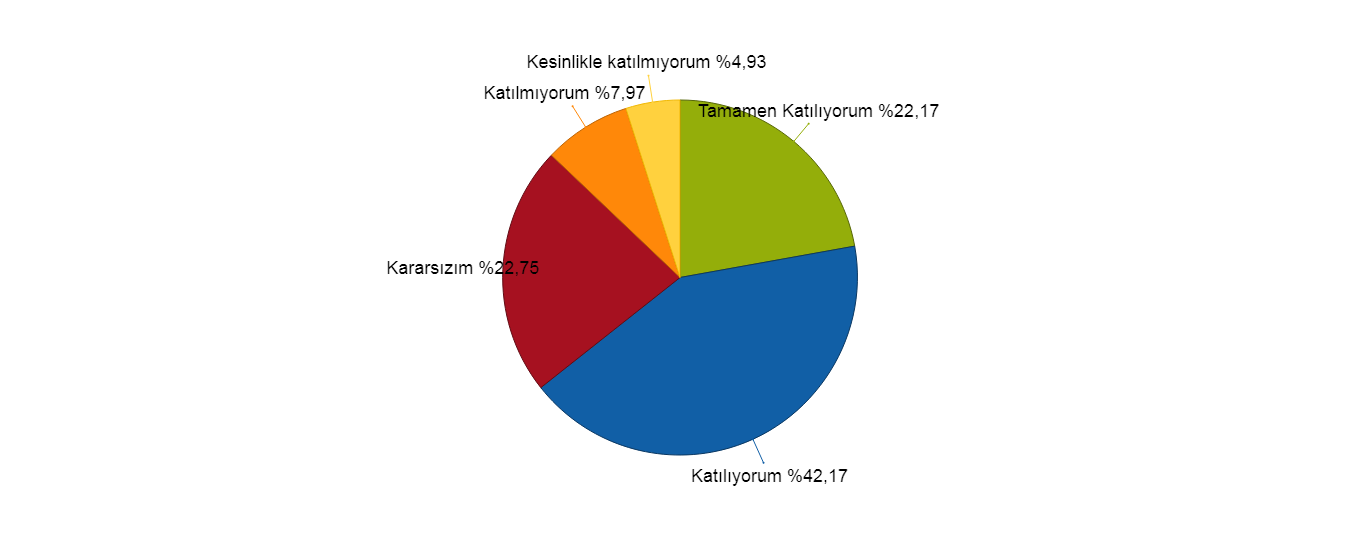 Kesinlikle katılmıyorum %4,93
Katılmıyorum %7,97
Tamamen Katılıyorum %22,17
Kararsızım %22,75
Katılıyorum %42,17